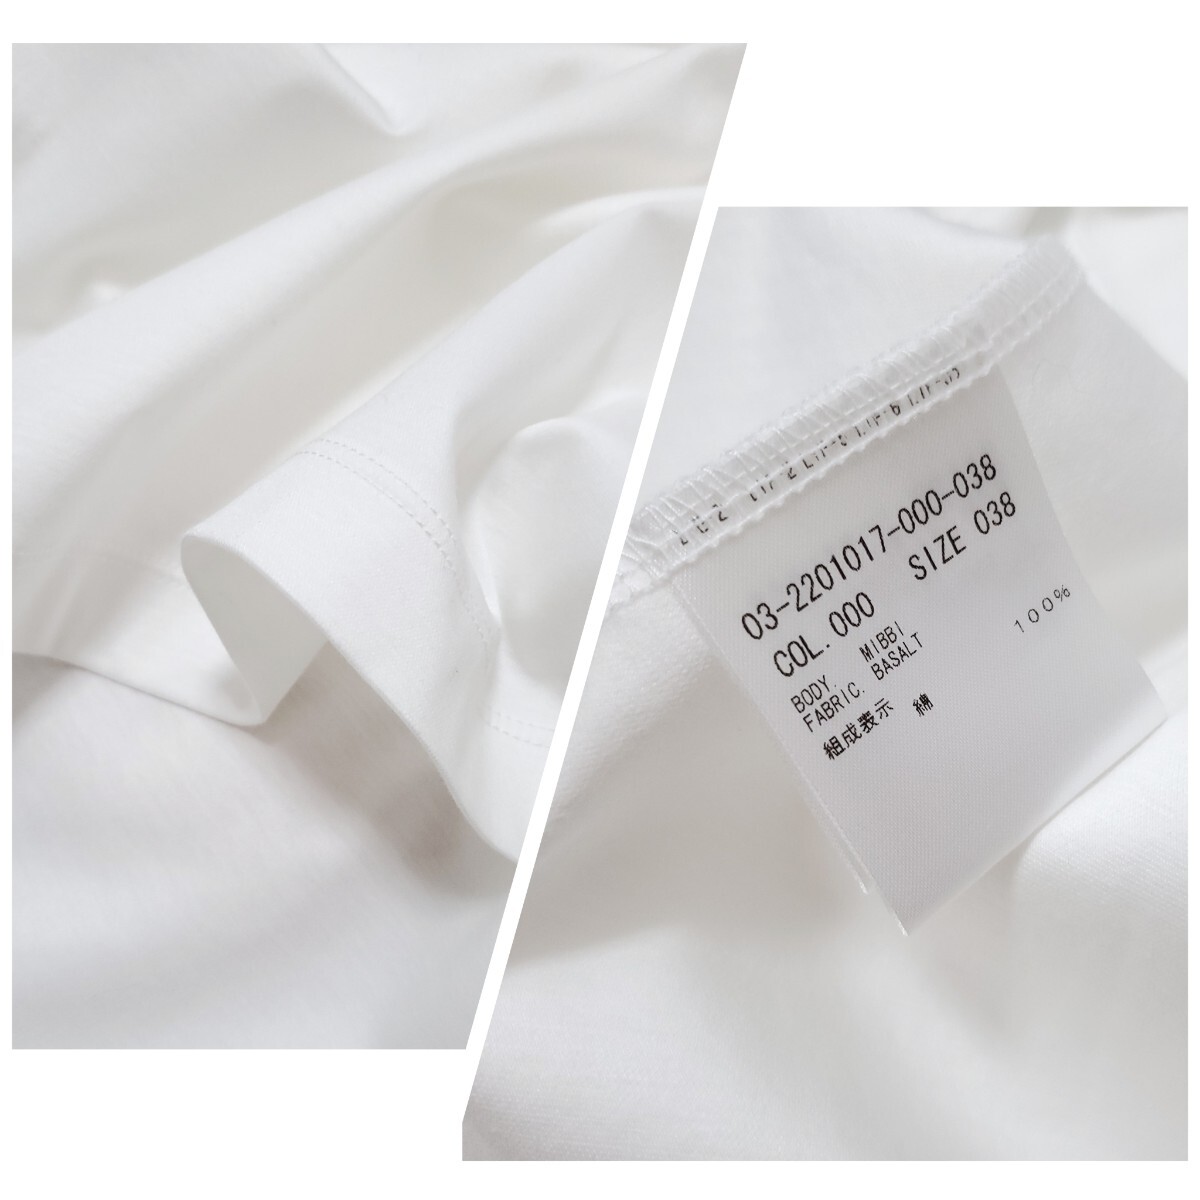 03-2201017-000-038
COL. 000 SIZE 038
BODY. MIBBI
FABRIC. BASALT
組成表示 綿 100%